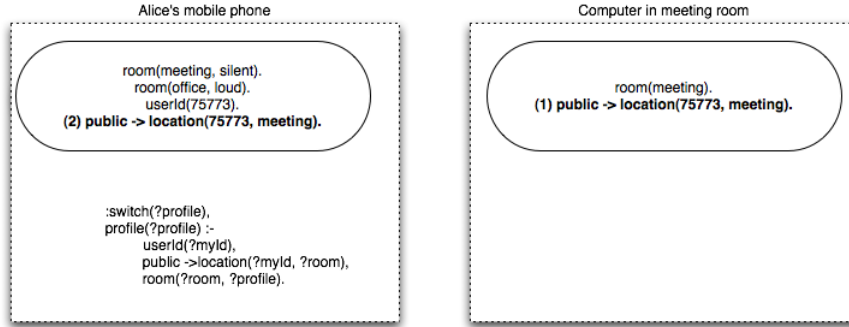 Alice's mobile phone
room(meeting, silent).
room(office, loud).
userId(75773).
(2) public -> location(75773, meeting).
:switch(?profile),
profile(?profile) :-
userId(?myId),
public ->location(?myId, ?room),
room(?room, ?profile).
Computer in meeting room
room(meeting).
(1) public -> location(75773, meeting).